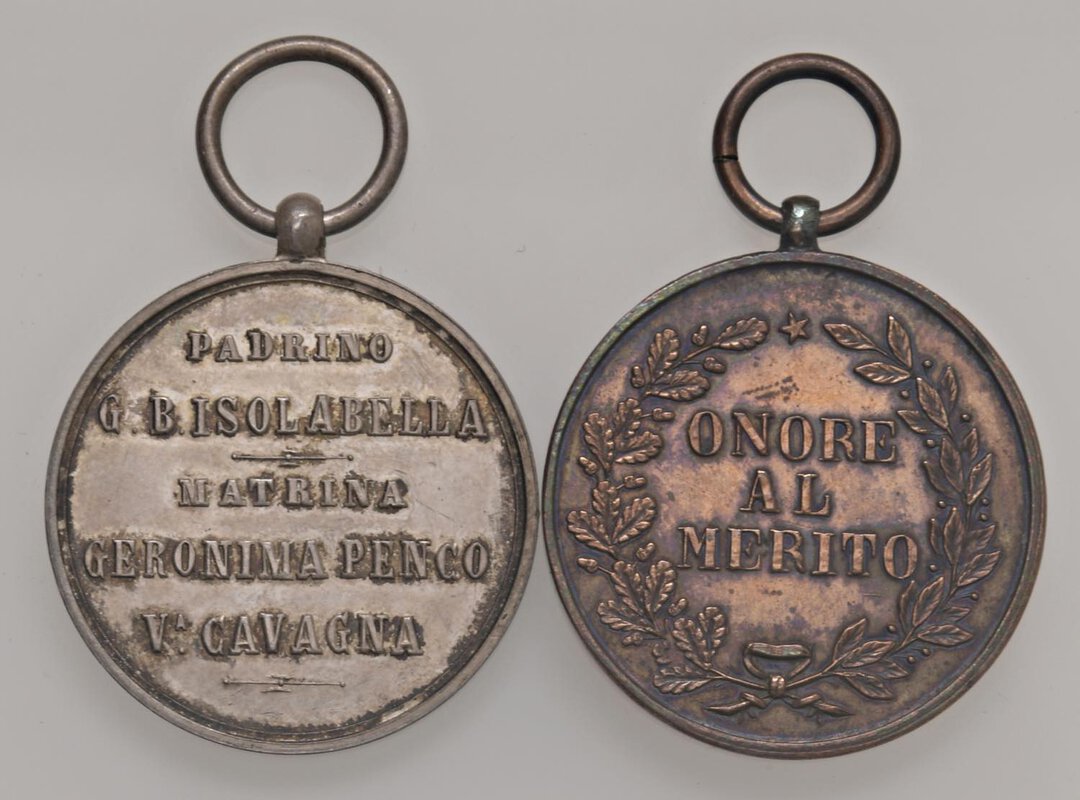 PADRINO
G. B. ISOLABELLA
MATRINA
GERONIMA PENCO
Vᴬ. CAVAGNA
ONORE
AL
MERITO